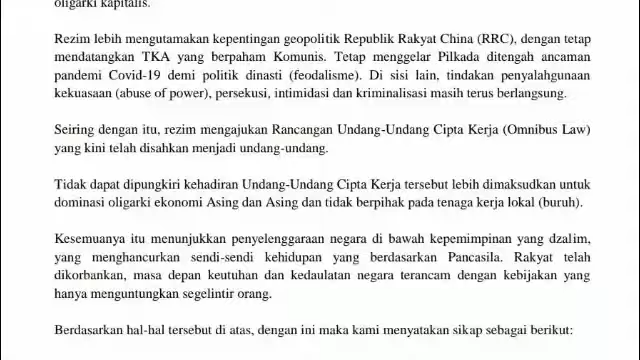 oligarki kapitalis.
Rezim lebih mengutamakan kepentingan geopolitik Republik Rakyat China (RRC), dengan tetap
mendatangkan TKA yang berpaham Komunis. Tetap menggelar Pilkada ditengah ancaman
pandemi Covid-19 demi politik dinasti (feodalisme). Di sisi lain, tindakan penyalahgunaan
kekuasaan (abuse of power), persekusi, intimidasi dan kriminalisasi masih terus berlangsung.
Seiring dengan itu, rezim mengajukan Rancangan Undang-Undang Cipta Kerja (Omnibus Law)
yang kini telah disahkan menjadi undang-undang.
Tidak dapat dipungkiri kehadiran Undang-Undang Cipta Kerja tersebut lebih dimaksudkan untuk
dominasi oligarki ekonomi Asing dan Asing dan tidak berpihak pada tenaga kerja lokal (buruh).
Kesemuanya itu menunjukkan penyelenggaraan negara di bawah kepemimpinan yang dzalim,
yang menghancurkan sendi-sendi kehidupan yang berdasarkan Pancasila. Rakyat telah
dikorbankan, masa depan keutuhan dan kedaulatan negara terancam dengan kebijakan yang
hanya menguntungkan segelintir orang.
Berdasarkan hal-hal tersebut di atas, dengan ini maka kami menyatakan sikap sebagai berikut: